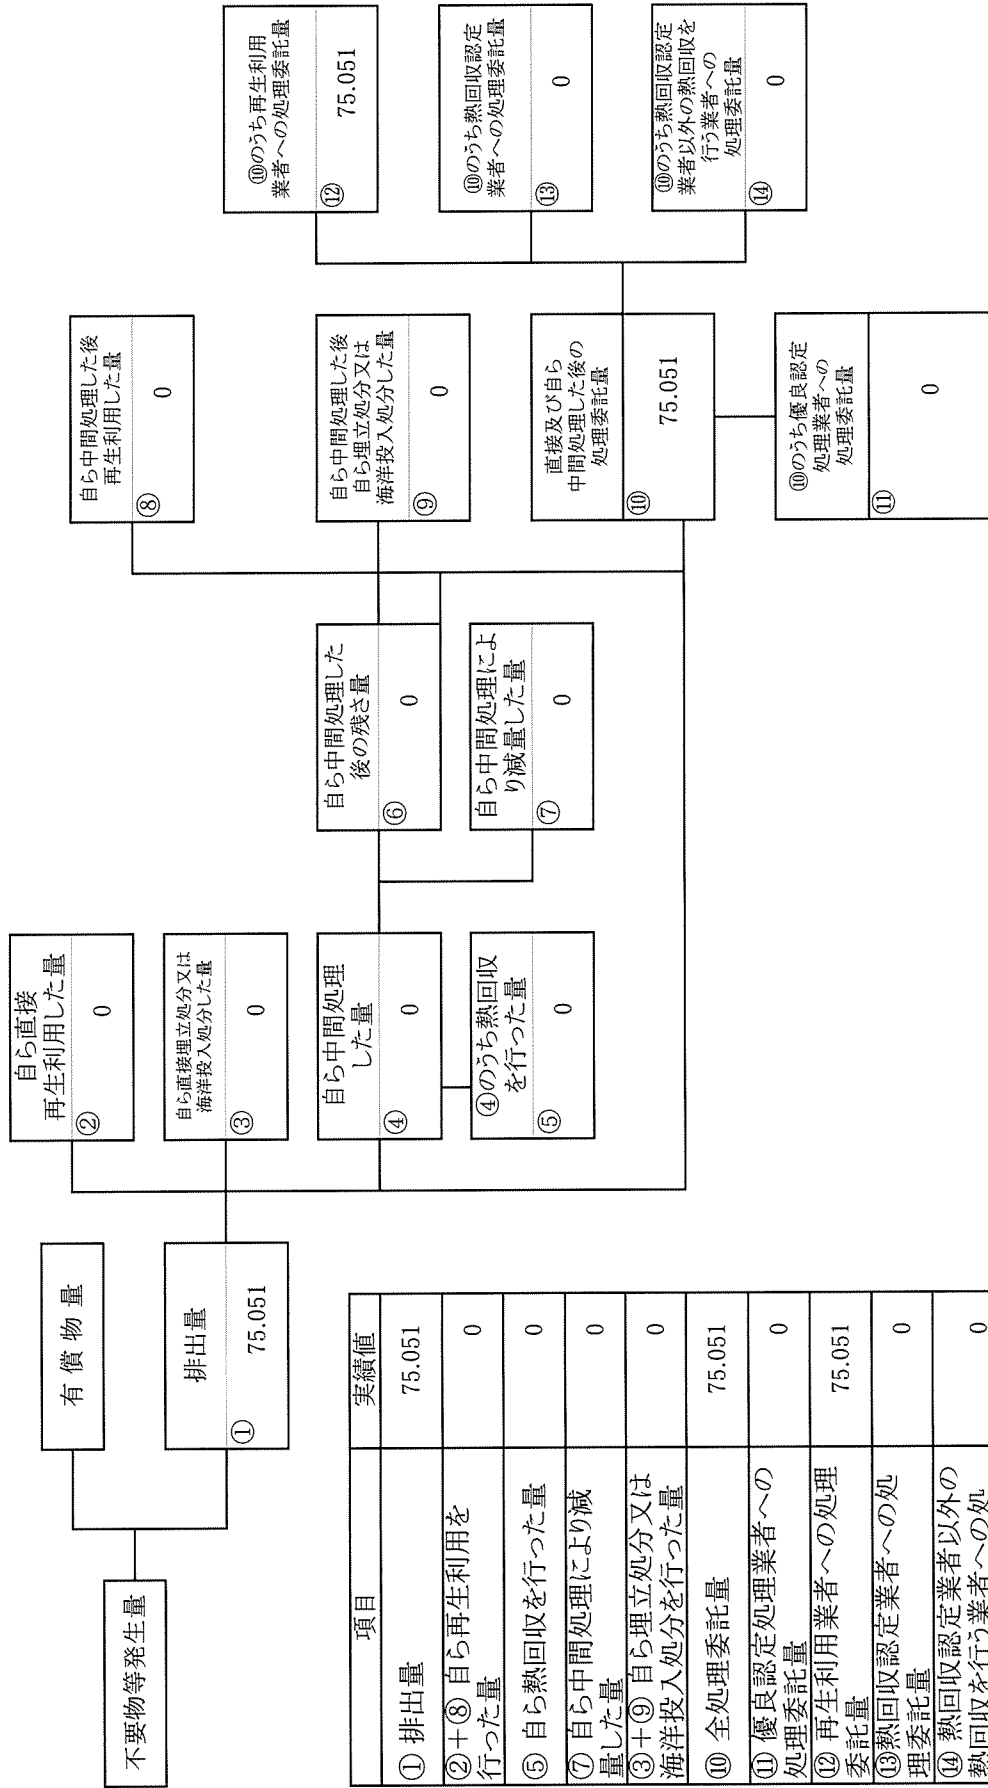 不要物等発生量
有償物量
排出量
①
75.051
自ら直接
再生利用した量
②
0
自ら直接埋立処分又は
海洋投入処分した量
③
0
自ら中間処理
した量
④
0
④のうち熱回収
を行った量
⑤
0
自ら中間処理した
後の残さ量
⑥
0
自ら中間処理によ
り減量した量
⑦
0
自ら中間処理した後
再生利用した量
⑧
0
自ら中間処理した後
自ら埋立処分又は
海洋投入処分した量
⑨
0
直接及び自ら
中間処理した後の
処理委託量
⑩
75.051
⑩のうち優良認定
処理業者への
処理委託量
⑪
0
⑩のうち再生利用
業者への処理委託量
⑫
75.051
⑩のうち熱回収認定
業者への処理委託量
⑬
0
⑩のうち熱回収認定
業者以外の熱回収を
行う業者への
処理委託量
⑭
0
項目 実績値
① 排出量 75.051
②+⑧ 自ら再生利用を
行った量 0
⑤ 自ら熱回収を行った量 0
⑦ 自ら中間処理により減
量した量 0
③+⑨ 自ら埋立処分又は
海洋投入処分を行った量 0
⑩ 全処理委託量 75.051
⑪ 優良認定処理業者への
処理委託量 0
⑫ 再生利用業者への処理
委託量 75.051
⑬熱回収認定業者への処
理委託量 0
⑭ 熱回収認定業者以外の
熱回収を行う業者への処 0